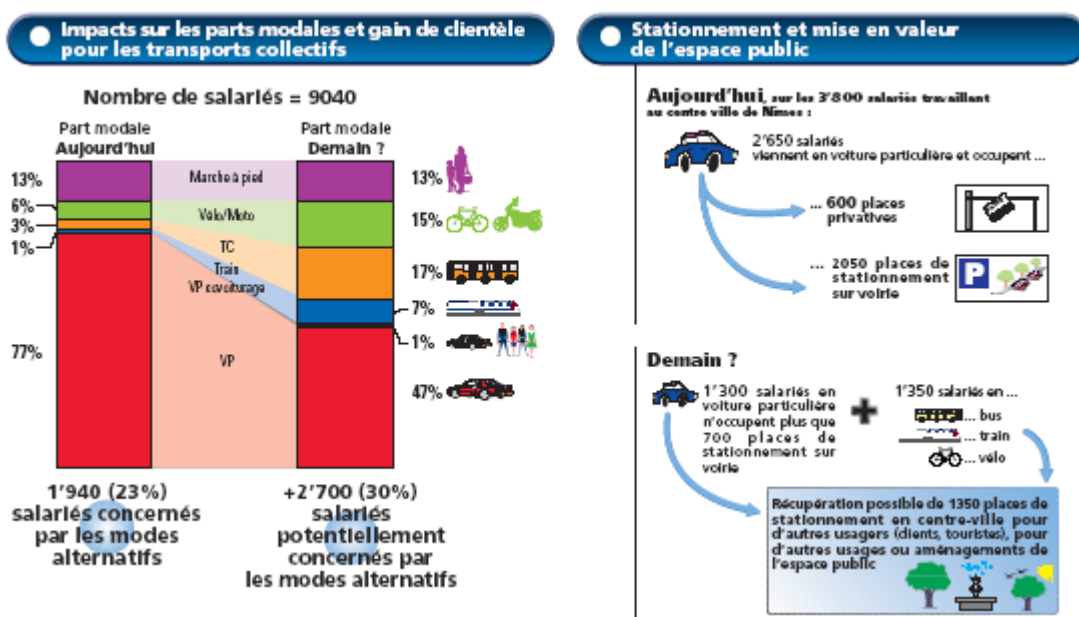 Impacts sur les parts modales et gain de clientèle
pour les transports collectifs
Nombre de salariés = 9040
Part modale
Aujourd'hui
Part modale
Demain ?
13%
6%
3%
1%
77%
Marche à pied
Vélo/Moto
TC
Train
VP covoiturage
VP
13%
15%
17%
7%
1%
47%
1'940 (23%)
salariés concernés
par les modes
alternatifs
+2'700 (30%)
salariés
potentiellement
concernés par
les modes alternatifs
Stationnement et mise en valeur
de l'espace public
Aujourd'hui, sur les 3'800 salariés travaillant
au centre ville de Nîmes :
2'650 salariés
viennent en voiture particulière et occupent ...
... 600 places
privatives
... 2050 places de
stationnement
sur voirie
P
Demain ?
1'300 salariés en
voiture particulière
n'occupent plus que
700 places de
stationnement sur
voirie
+
1'350 salariés en ...
... bus
... train
... vélo
Récupération possible de 1350 places de
stationnement en centre-ville pour
d'autres usagers (clients, touristes), pour
d'autres usages ou aménagements de
l'espace public